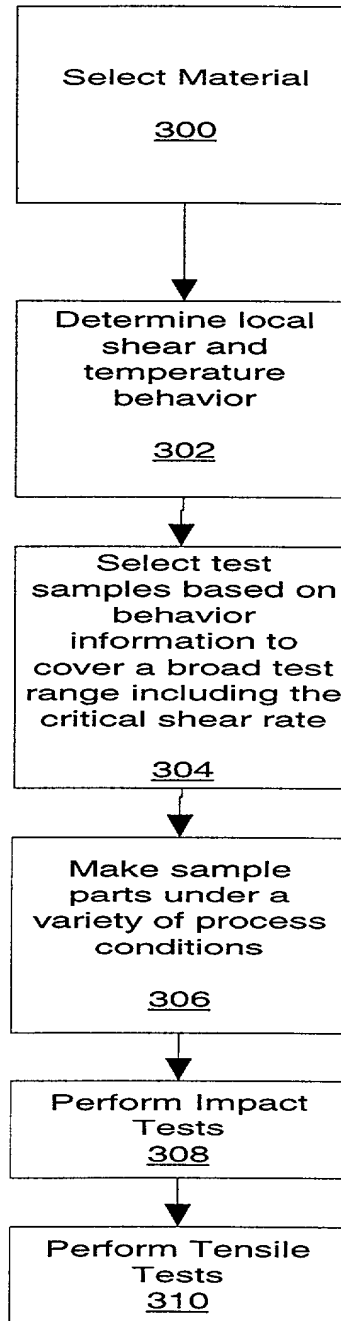 Select Material
300
Determine local
shear and
temperature
behavior
302
Select test
samples based on
behavior
information to
cover a broad test
range including the
critical shear rate
304
Make sample
parts under a
variety of process
conditions
306
Perform Impact
Tests
308
Perform Tensile
Tests
310